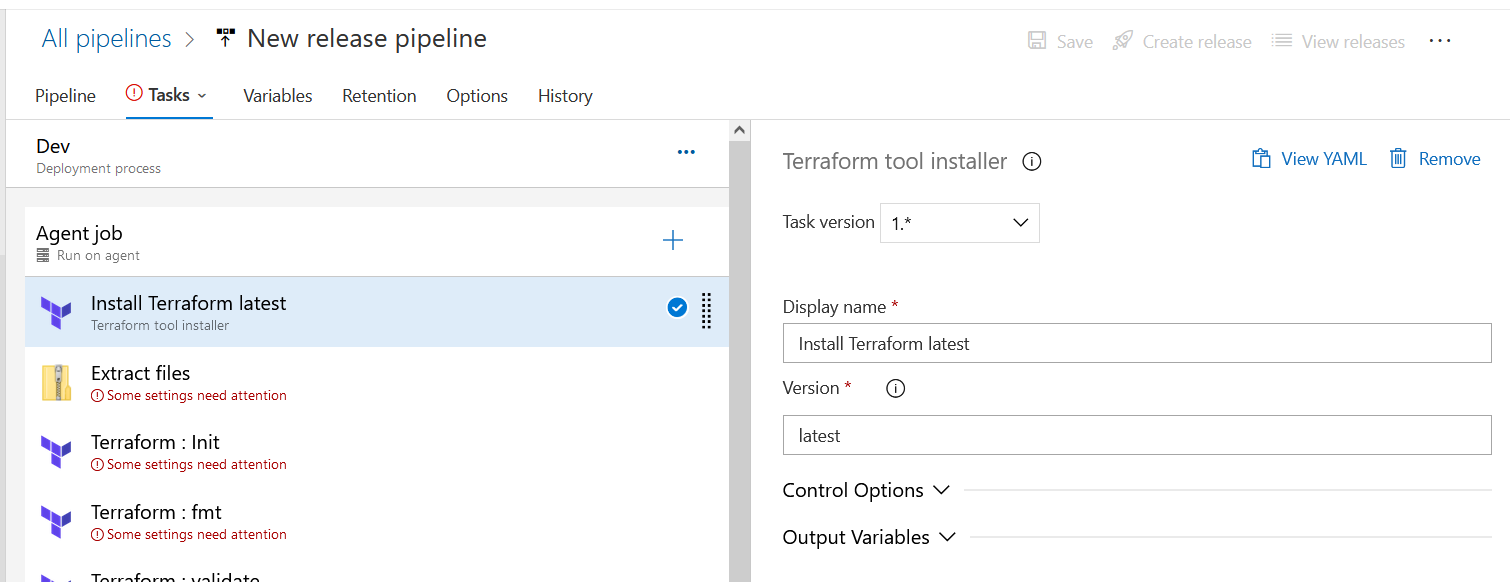 All pipelines > New release pipeline
Save Create release View releases ...
Pipeline Tasks Variables Retention Options History
Dev
Deployment process
Agent job
Run on agent
Install Terraform latest
Terraform tool installer
Extract files
Some settings need attention
Terraform : Init
Some settings need attention
Terraform : fmt
Some settings need attention
Terraform : validate
Terraform tool installer
View YAML Remove
Task version 1.*
Display name *
Install Terraform latest
Version *
latest
Control Options
Output Variables